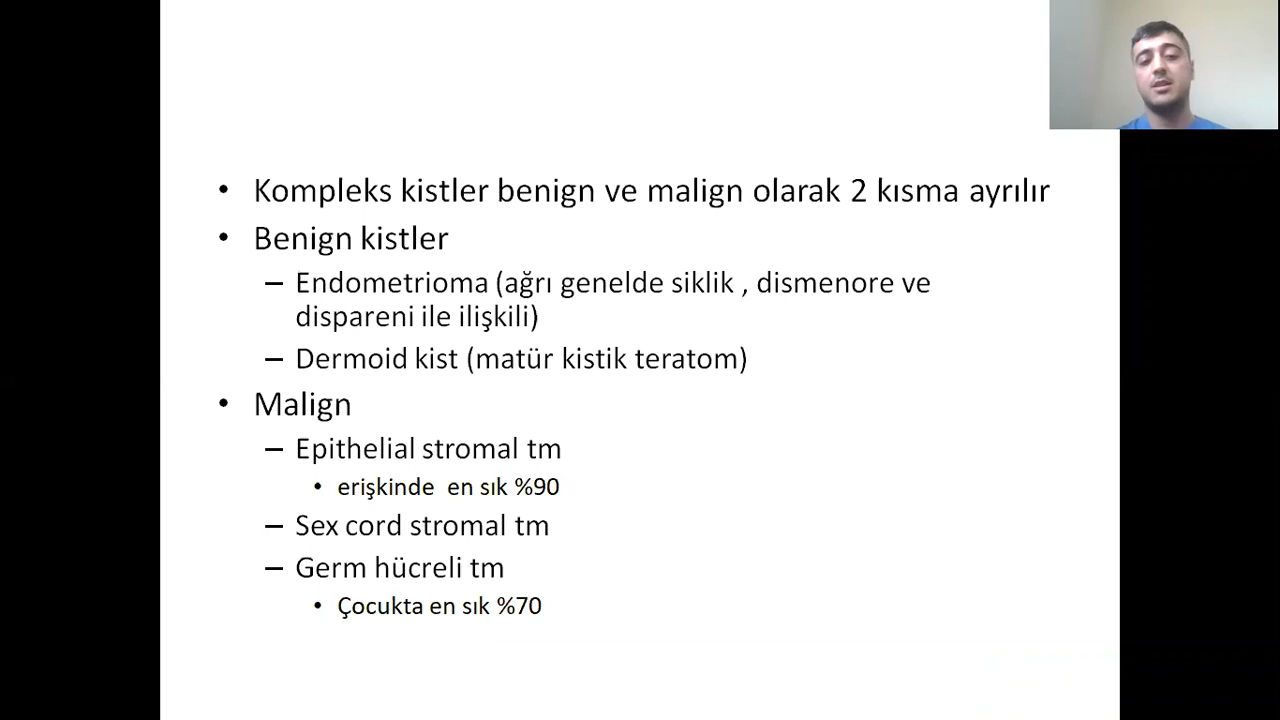 • Kompleks kistler benign ve malign olarak 2 kısma ayrılır
• Benign kistler
– Endometrioma (ağrı genelde siklik , dismenore ve
dispareni ile ilişkili)
– Dermoid kist (matür kistik teratom)
• Malign
– Epithelial stromal tm
• erişkinde en sık %90
– Sex cord stromal tm
– Germ hücreli tm
• Çocukta en sık %70